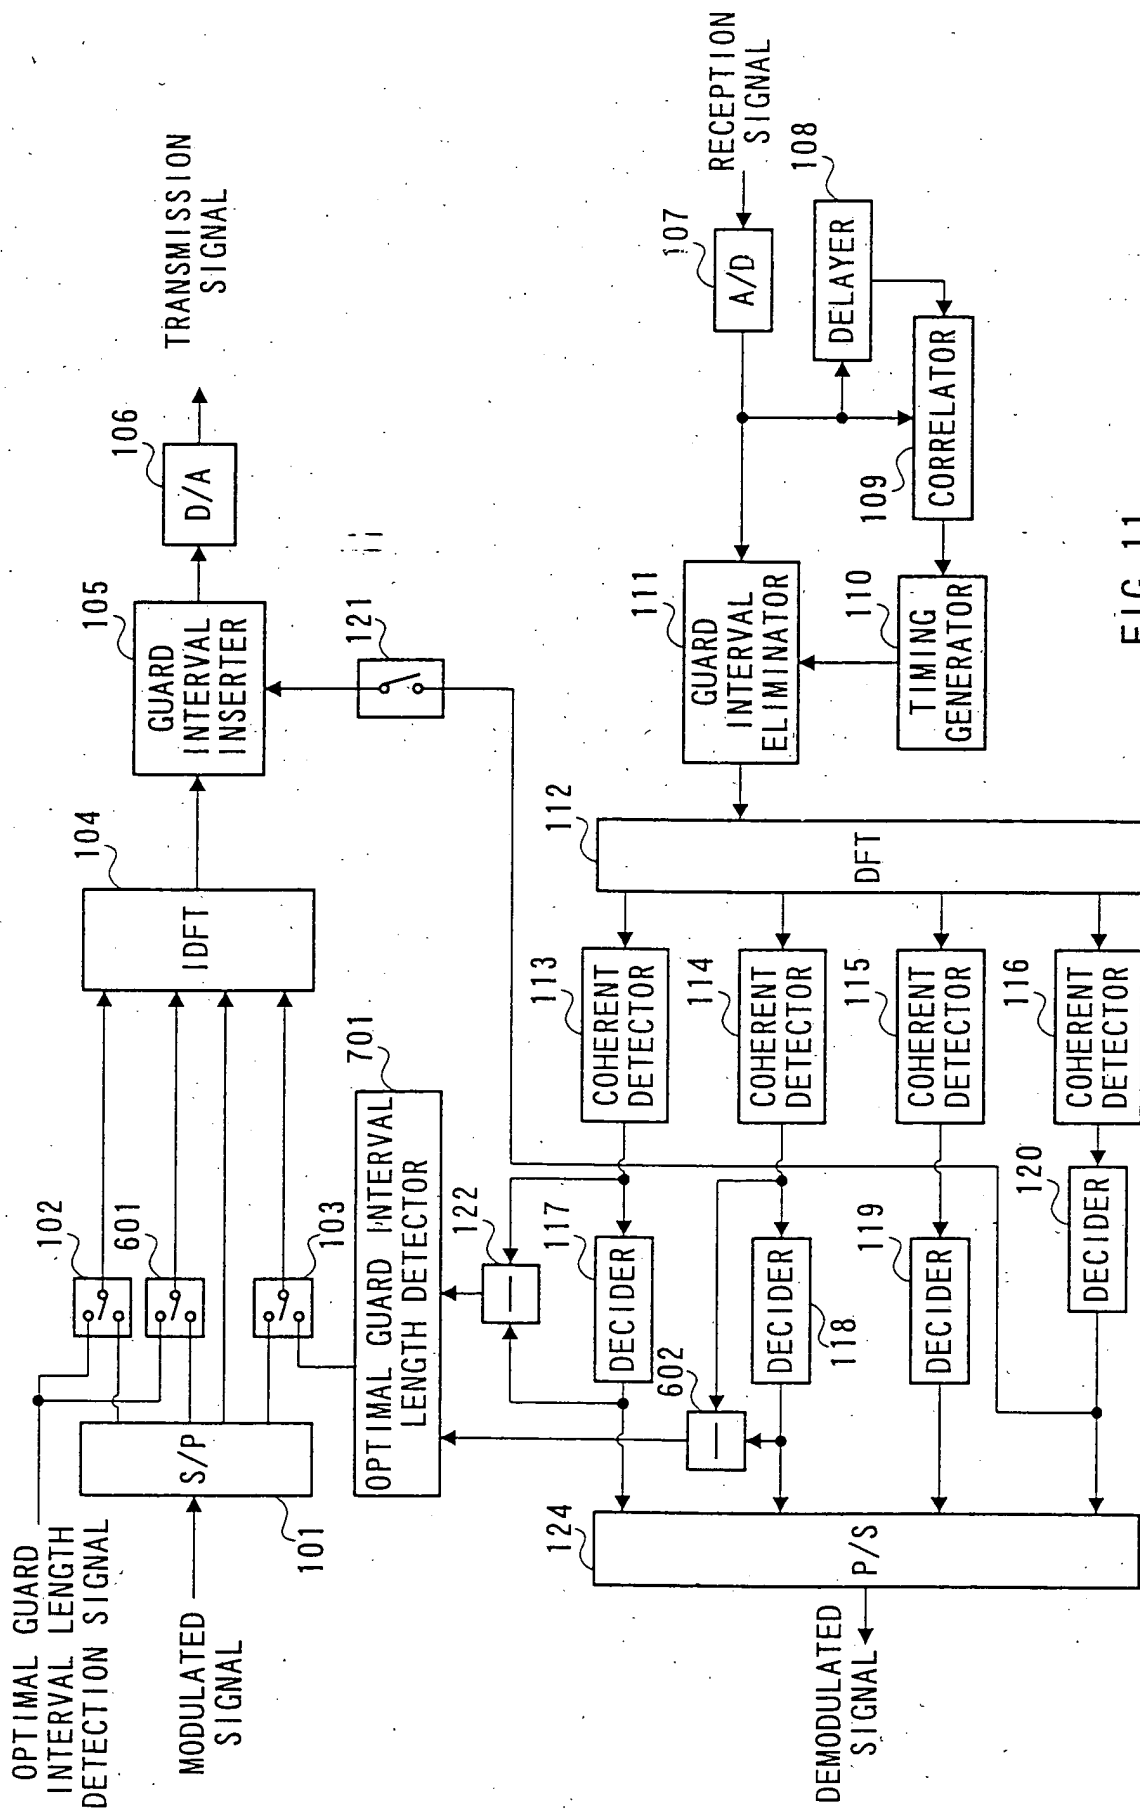 OPTIMAL GUARD
INTERVAL LENGTH
DETECTION SIGNAL
MODULATED
SIGNAL
S/P
101
102
601
103
IDFT
104
GUARD
INTERVAL
INSERTER
105
D/A
106
TRANSMISSION
SIGNAL
121
OPTIMAL GUARD INTERVAL
LENGTH DETECTOR
701
122
602
RECEPTION
SIGNAL
A/D
107
DELAYER
108
CORRELATOR
109
TIMING
GENERATOR
110
GUARD
INTERVAL
ELIMINATOR
111
DFT
112
COHERENT
DETECTOR
113
COHERENT
DETECTOR
114
COHERENT
DETECTOR
115
COHERENT
DETECTOR
116
DECIDER
117
DECIDER
118
DECIDER
119
DECIDER
120
P/S
124
DEMODULATED
SIGNAL
FIG.11